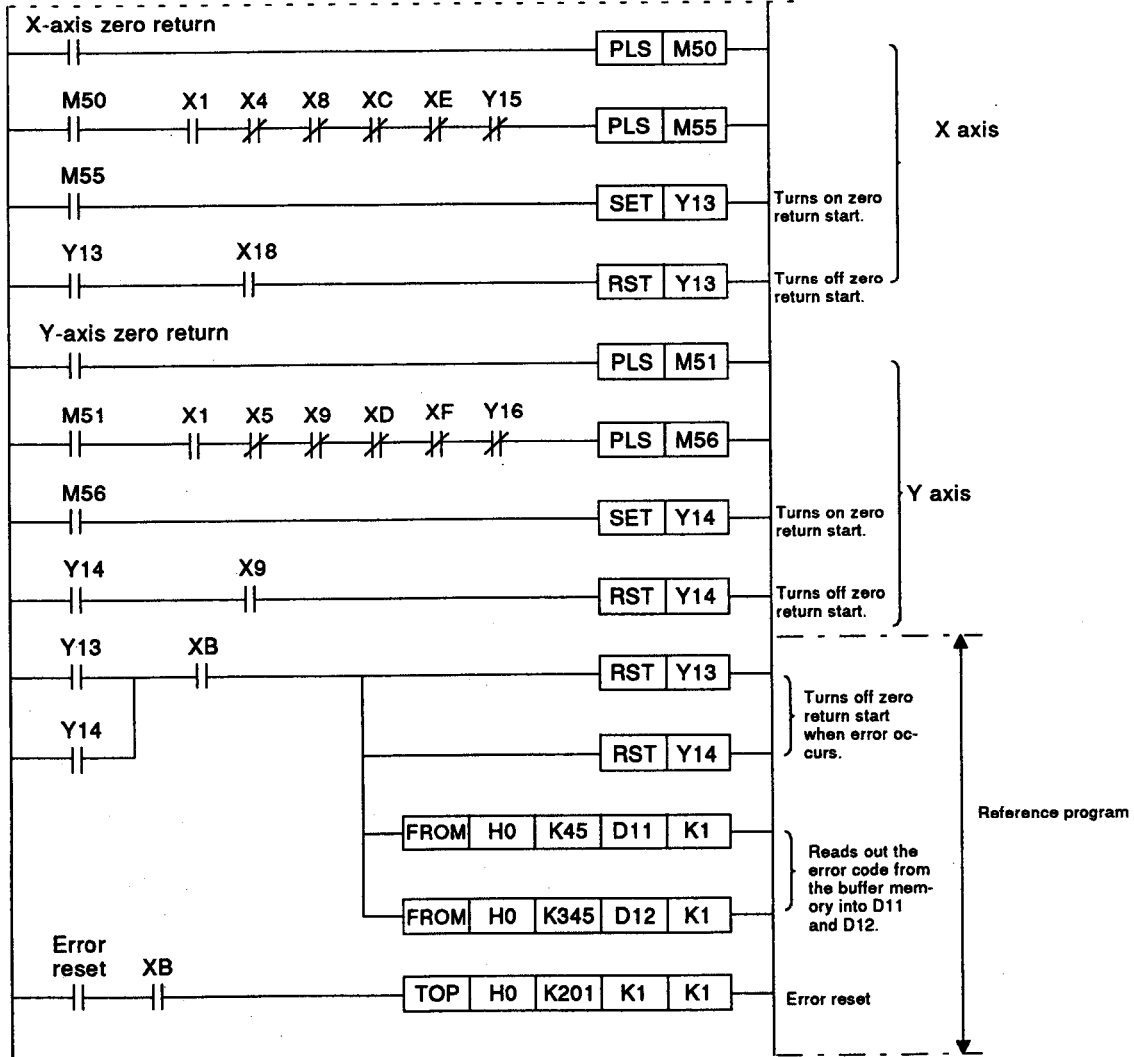 X-axis zero return
PLS M50
M50 X1 X4 X8 XC XE Y15
PLS M55
X axis
M55
SET Y13
Turns on zero
return start.
Y13 X18
RST Y13
Turns off zero
return start.
Y-axis zero return
PLS M51
M51 X1 X5 X9 XD XF Y16
PLS M56
Y axis
M56
SET Y14
Turns on zero
return start.
Y14 X9
RST Y14
Turns off zero
return start.
Y13 XB
RST Y13
Y14
RST Y14
Turns off zero
return start
when error oc-
curs.
Reference program
FROM H0 K45 D11 K1
FROM H0 K345 D12 K1
Reads out the
error code from
the buffer mem-
ory into D11
and D12.
Error
reset XB
TOP H0 K201 K1 K1
Error reset